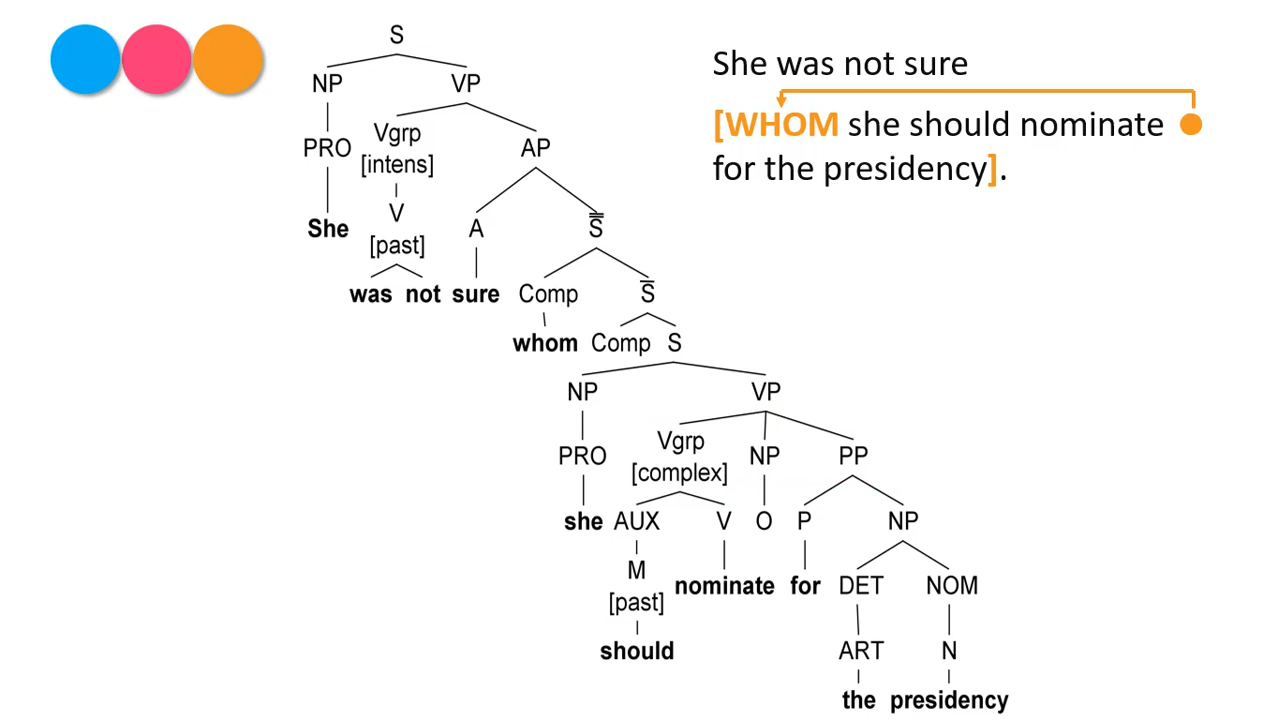 S
She was not sure
NP VP
[WHOM she should nominate
Vgrp
PRO [intens] AP
for the presidency].
V
She A S̿
[past]
was not sure Comp S̅
whom Comp S
NP VP
Vgrp
PRO [complex] NP PP
she AUX V O P NP
M
nominate for DET NOM
[past]
should ART N
the presidency